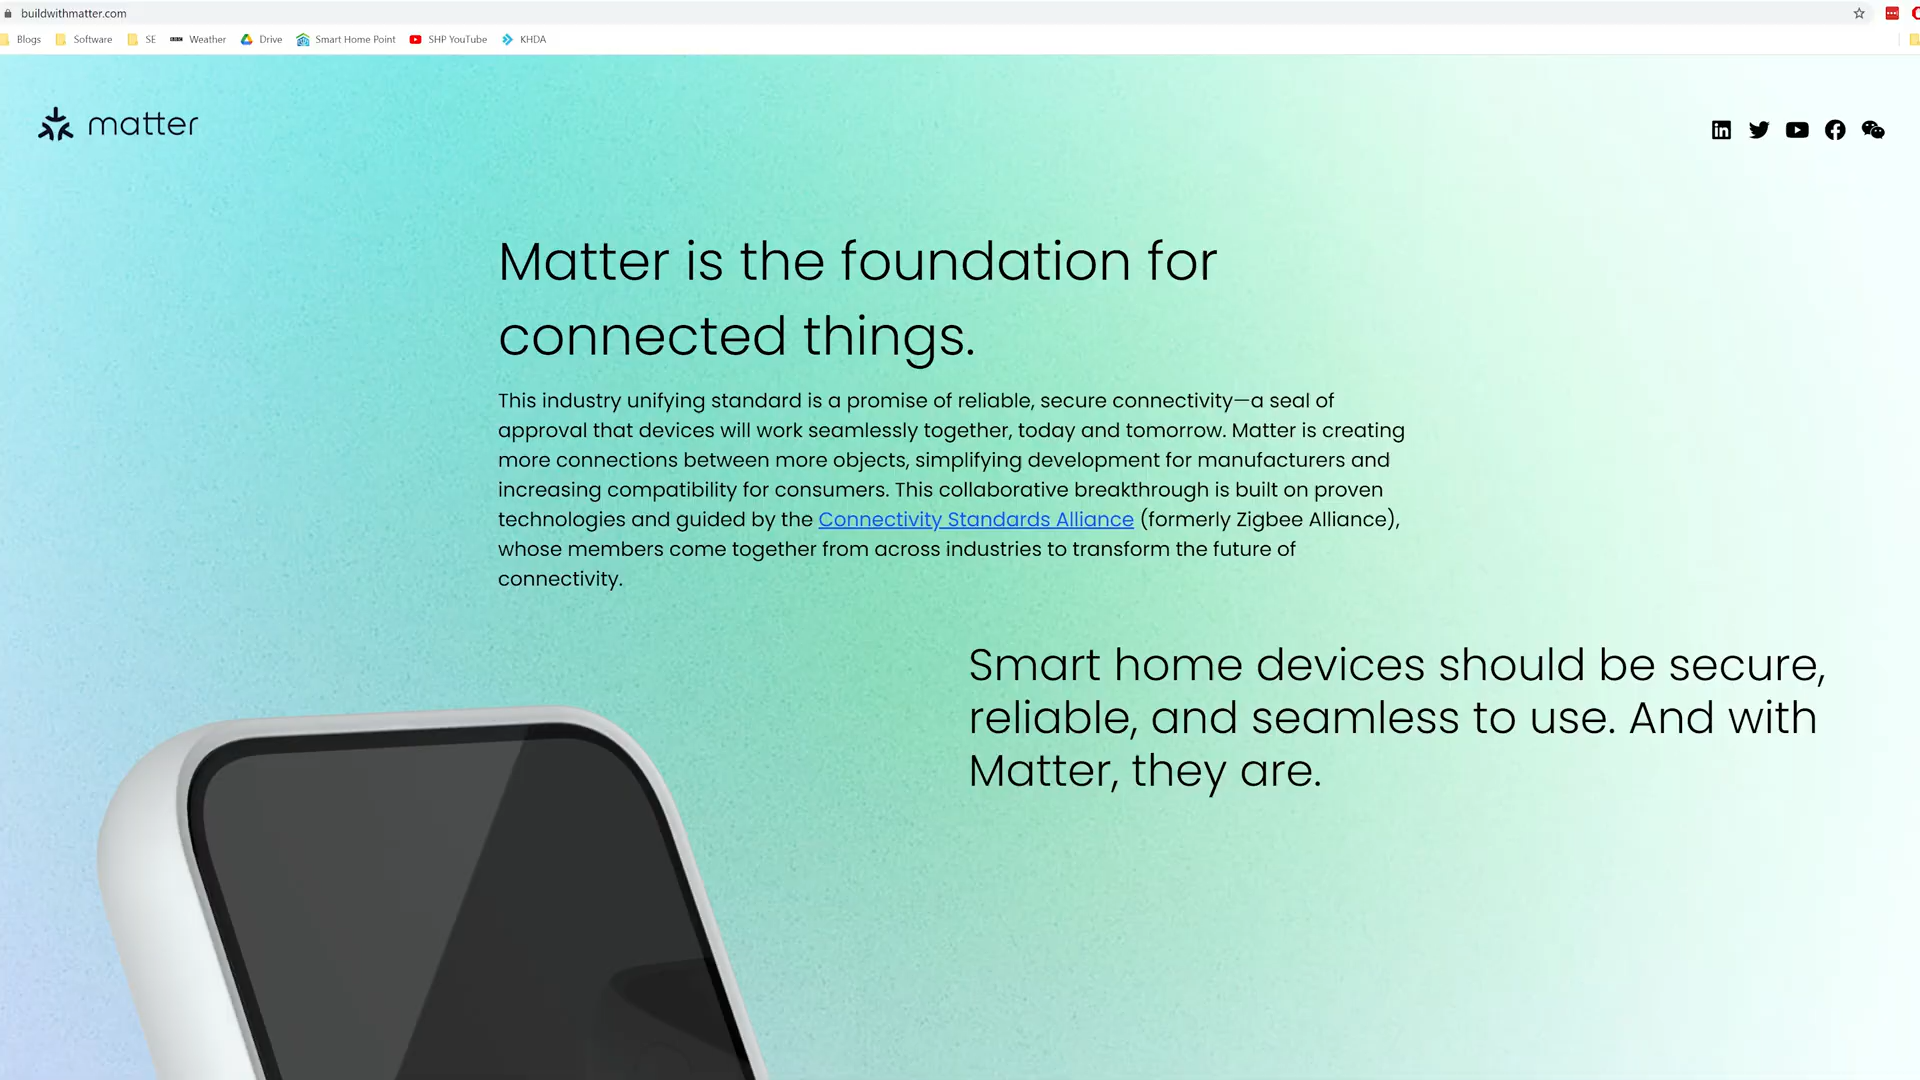 buildwithmatter.com
Blogs Software SE BBC Weather Drive Smart Home Point SHP YouTube KHDA
matter
Matter is the foundation for
connected things.
This industry unifying standard is a promise of reliable, secure connectivity—a seal of
approval that devices will work seamlessly together, today and tomorrow. Matter is creating
more connections between more objects, simplifying development for manufacturers and
increasing compatibility for consumers. This collaborative breakthrough is built on proven
technologies and guided by the Connectivity Standards Alliance (formerly Zigbee Alliance),
whose members come together from across industries to transform the future of
connectivity.
Smart home devices should be secure,
reliable, and seamless to use. And with
Matter, they are.